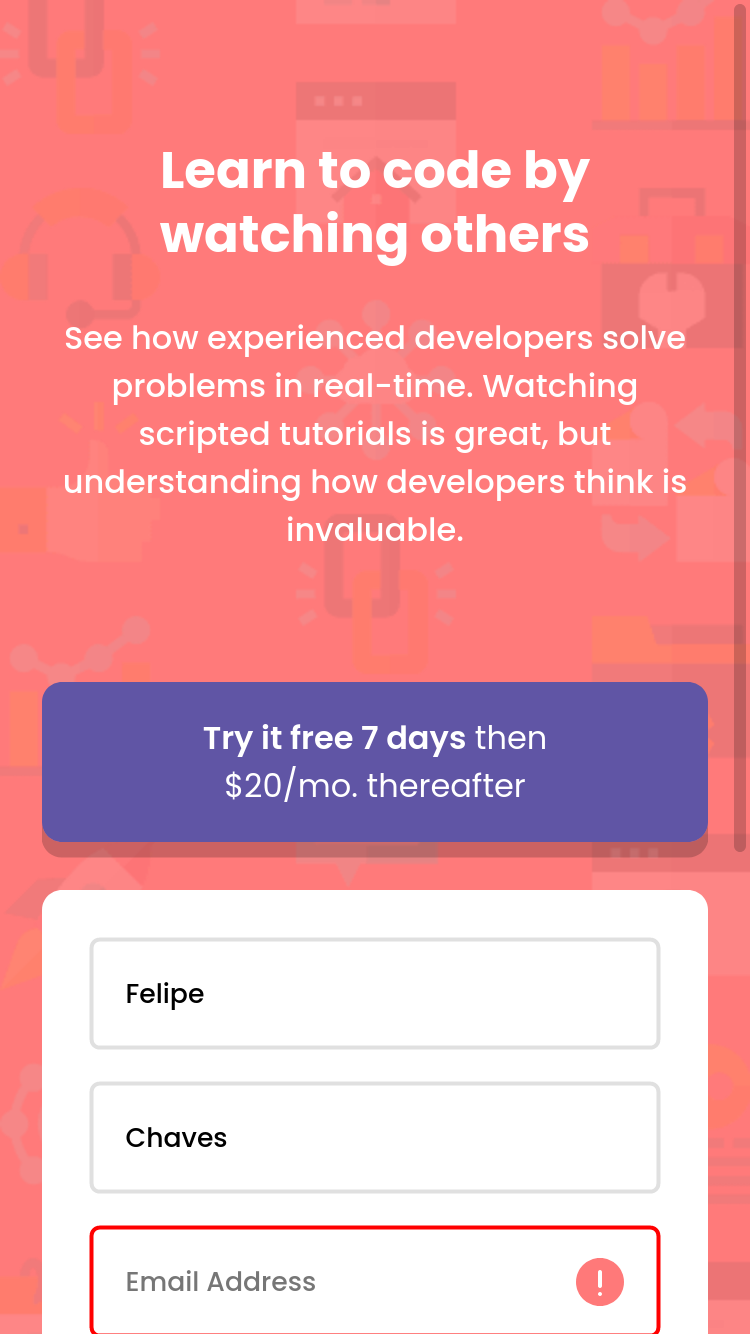 Learn to code by
watching others
See how experienced developers solve
problems in real-time. Watching
scripted tutorials is great, but
understanding how developers think is
invaluable.
Try it free 7 days then
$20/mo. thereafter
Felipe
Chaves
Email Address